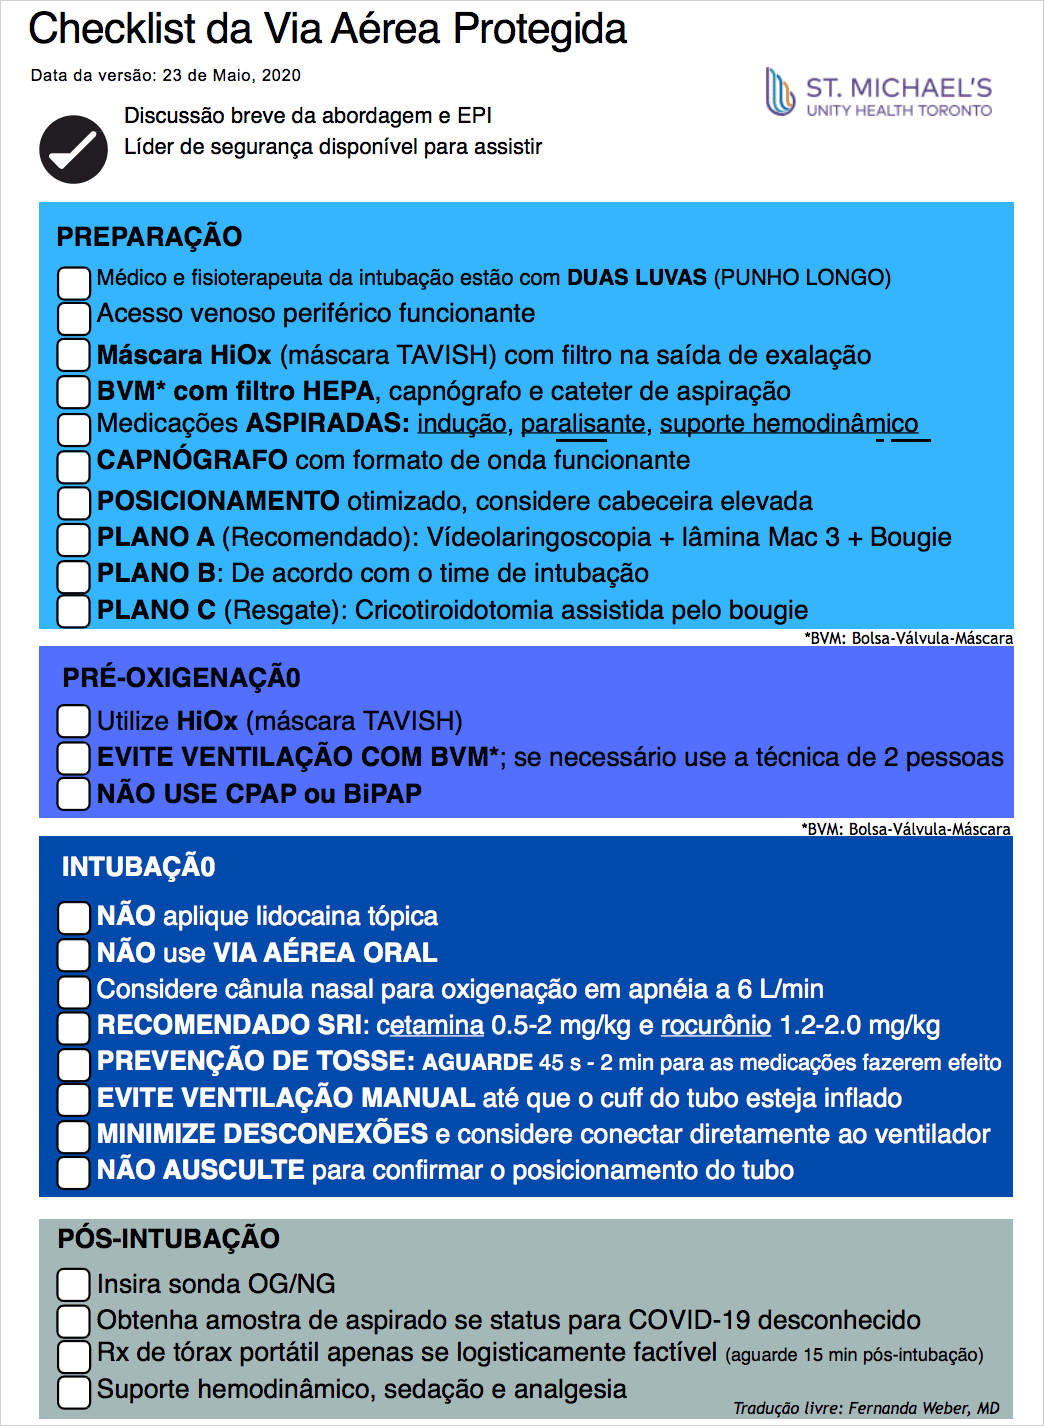 Checklist da Via Aérea Protegida
Data da versão: 23 de Maio, 2020
ST. MICHAEL'S
UNITY HEALTH TORONTO
Discussão breve da abordagem e EPI
Líder de segurança disponível para assistir
PREPARAÇÃO
Médico e fisioterapeuta da intubação estão com DUAS LUVAS (PUNHO LONGO)
Acesso venoso periférico funcionante
Máscara HiOx (máscara TAVISH) com filtro na saída de exalação
BVM* com filtro HEPA, capnógrafo e cateter de aspiração
Medicações ASPIRADAS: indução, paralisante, suporte hemodinâmico
CAPNÓGRAFO com formato de onda funcionante
POSICIONAMENTO otimizado, considere cabeceira elevada
PLANO A (Recomendado): Vídeolaringoscopia + lâmina Mac 3 + Bougie
PLANO B: De acordo com o time de intubação
PLANO C (Resgate): Cricotiroidotomia assistida pelo bougie
*BVM: Bolsa-Válvula-Máscara
PRÉ-OXIGENAÇÃ0
Utilize HiOx (máscara TAVISH)
EVITE VENTILAÇÃO COM BVM*; se necessário use a técnica de 2 pessoas
NÃO USE CPAP ou BiPAP
*BVM: Bolsa-Válvula-Máscara
INTUBAÇÃ0
NÃO aplique lidocaina tópica
NÃO use VIA AÉREA ORAL
Considere cânula nasal para oxigenação em apnéia a 6 L/min
RECOMENDADO SRI: cetamina 0.5-2 mg/kg e rocurônio 1.2-2.0 mg/kg
PREVENÇÃO DE TOSSE: AGUARDE 45 s - 2 min para as medicações fazerem efeito
EVITE VENTILAÇÃO MANUAL até que o cuff do tubo esteja inflado
MINIMIZE DESCONEXÕES e considere conectar diretamente ao ventilador
NÃO AUSCULTE para confirmar o posicionamento do tubo
PÓS-INTUBAÇÃO
Insira sonda OG/NG
Obtenha amostra de aspirado se status para COVID-19 desconhecido
Rx de tórax portátil apenas se logisticamente factível (aguarde 15 min pós-intubação)
Suporte hemodinâmico, sedação e analgesia
Tradução livre: Fernanda Weber, MD